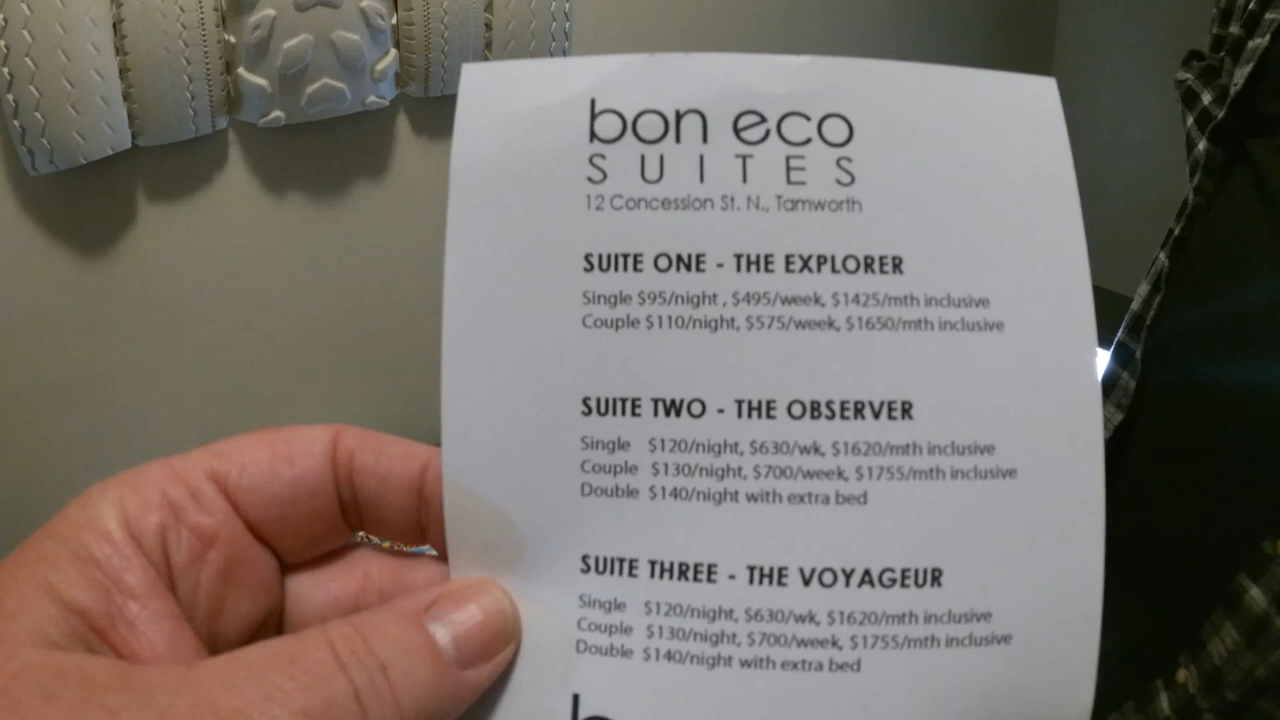 bon eco
SUITES
12 Concession St. N., Tamworth
SUITE ONE - THE EXPLORER
Single $95/night , $495/week, $1425/mth inclusive
Couple $110/night, $575/week, $1650/mth inclusive
SUITE TWO - THE OBSERVER
Single $120/night, $630/wk, $1620/mth inclusive
Couple $130/night, $700/week, $1755/mth inclusive
Double $140/night with extra bed
SUITE THREE - THE VOYAGEUR
Single $120/night, $630/wk, $1620/mth inclusive
Couple $130/night, $700/week, $1755/mth inclusive
Double $140/night with extra bed